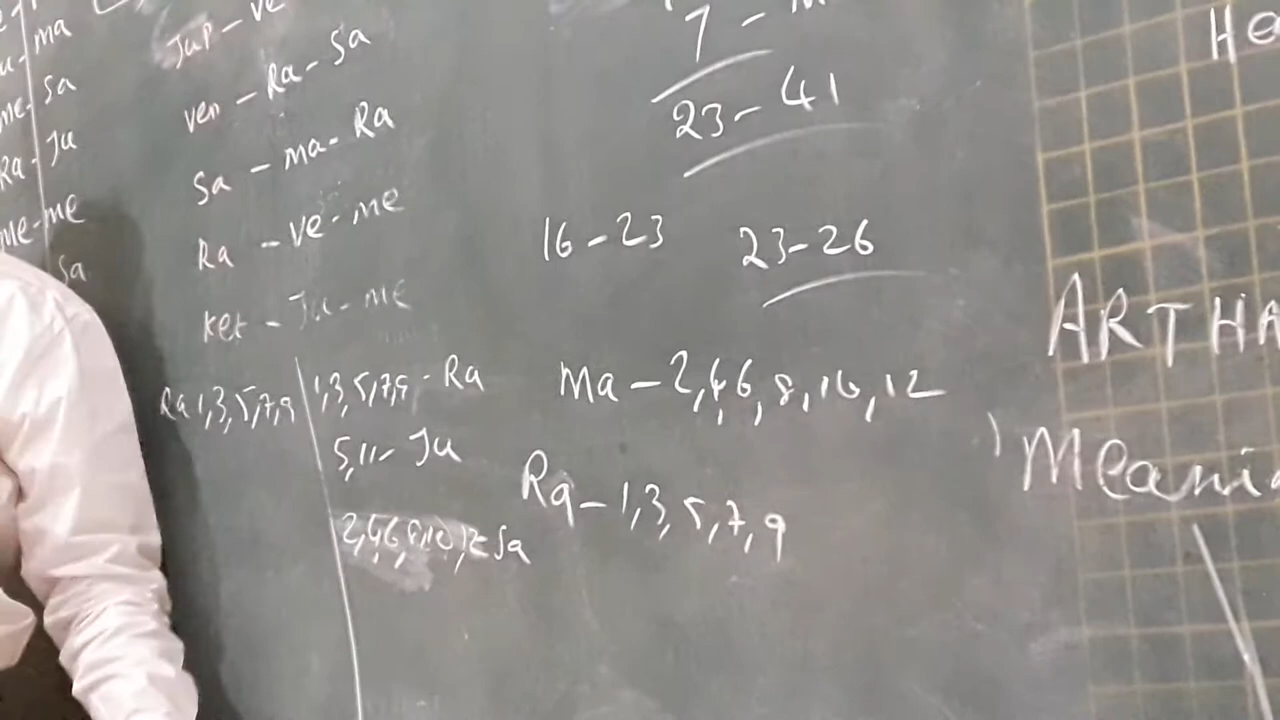 ma
Sa
Ra-Ju
me-me
Sa
Jup-ve
ven - Ra-Sa
Sa - ma-Ra
Ra - ve-me
Ket - Ju-me
Ra 1,3,5,7,9
1,3,5,7,9 - Ra
5,11- Ju
2,4,6,8,10,12 Sa
7 -
23-41
16-23
23-26
Ma - 2,4,6,8,10,12
Ra - 1,3,5,7,9
He
ARTHA
Meani